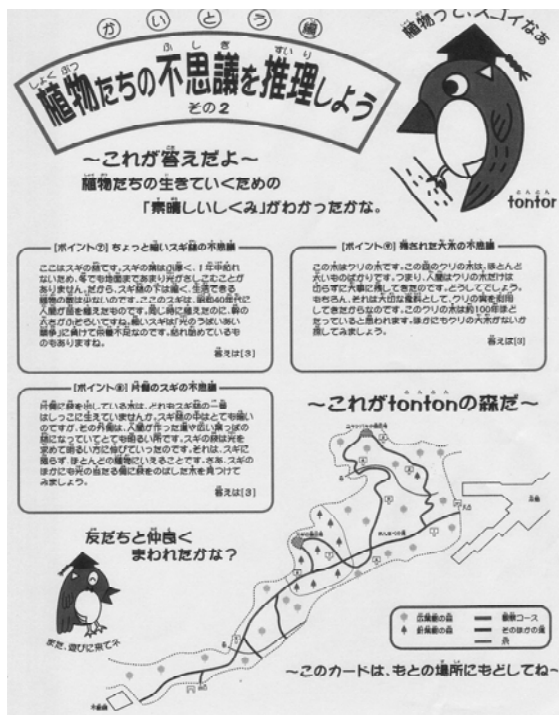 かいとう編
植物たちの不思議を推理しよう
その2
植物って、スゴイなぁ
tonton
～これが答えだよ～
植物たちの生きていくための
「素晴しいしくみ」がわかったかな。
[ポイント⑦] ちょっと暗いスギ林の不思議
ここはスギの林です。スギの葉は小さく、1年中枯れ
ないため、冬でも地面まであまり光がさしこむことが
ありません。だから、スギ林の下は暗く、生活できる
植物の数は少ないのです。ここのスギは、昭和40年代に
人間が苗を植えたものです。同じ時に植えたのに、幹の
太さがふぞろいですね。細いスギは「光のうばいあい
競争」に負けて栄養不足なのです。枯れ始めているも
のもありますね。
答えは[3]
[ポイント⑧] 片側のスギの不思議
片側に枝を出している木は、どれもスギ林の一番
はしっこに生えていませんか。スギ林の中はとても暗い
のですが、その外側は、人間が作った道や広い葉っぱの
林になっていてとても明るい所です。スギの枝は光を
求めて明るい方に伸びていったのです。それは、スギに
限らず、ほとんどの植物にいえることです。さあ、スギの
ほかにも光の当たる側に枝をのばした木を見つけて
みましょう。
答えは[3]
[ポイント⑨] 残された大木の不思議
この木はクリの木です。この森のクリの木は、ほとんど
太いものばかりです。つまり、人間はクリの木だけは
切らずに大事に残してきたのです。どうしてでしょう。
もちろん、それは大切な食料として、クリの実を利用
してきたからなのです。このクリの木は約100年ほど
たっていると思われます。ほかにもクリの大木がないか
探してみましょう。
答えは[3]
～これがtontonの森だ～
友だちと仲良く
まわれたかな？
また、遊びに来てネ
広葉樹の森
針葉樹の森
観察コース
そのほかの道
～このカードは、もとの場所にもどしてね～